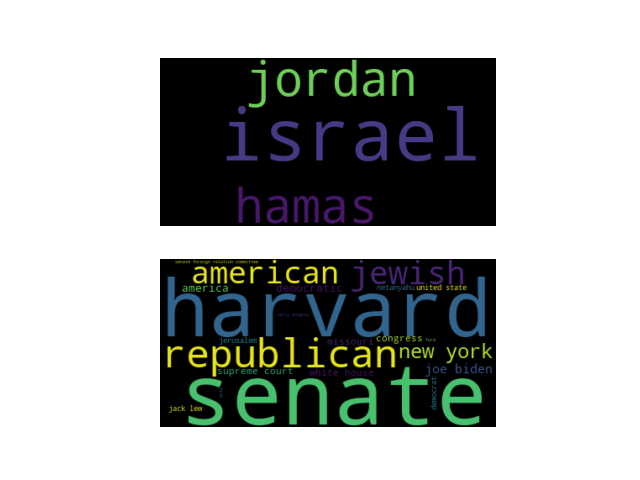 jordan
israel
hamas
senate foreign relation committee
american jewish
america democratic netanyahu united state
harvard
jerusalem missouri congress
republican new york
supreme court white house joe biden
senate
democrat
jack lew